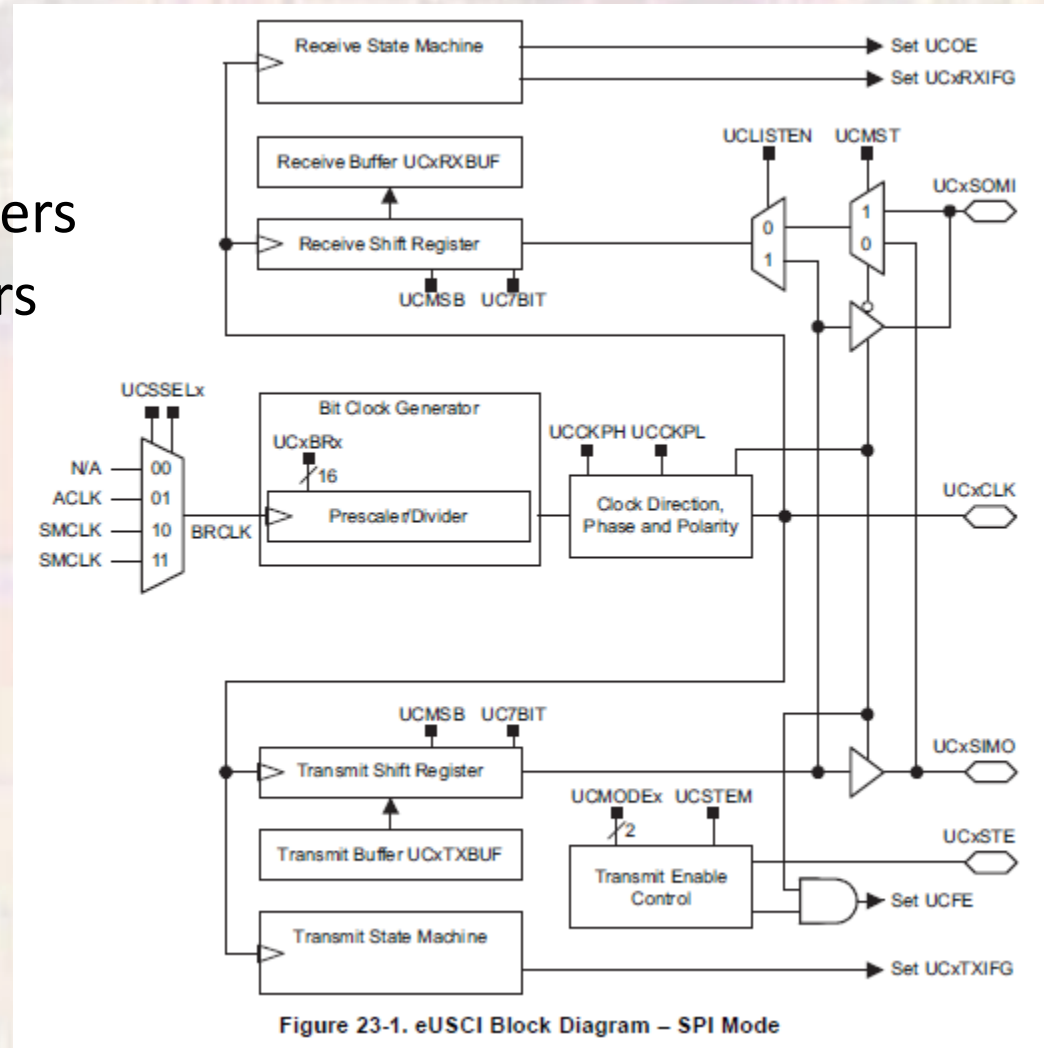 ers
rs
Receive State Machine
Set UCOE
Set UCxRXIFG
UCLISTEN
UCMST
Receive Buffer UCxRXBUF
UCxSOMI
0
1
1
0
Receive Shift Register
UCMSB UC7BIT
UCSSELx
Bit Clock Generator
UCxBRx
16
UCCKPH UCCKPL
N/A 00
ACLK 01
SMCLK 10
SMCLK 11
BRCLK
Prescaler/Divider
Clock Direction,
Phase and Polarity
UCxCLK
UCMSB UC7BIT
Transmit Shift Register
UCxSIMO
UCMODEx UCSTEM
2
UCxSTE
Transmit Buffer UCxTXBUF
Transmit Enable
Control
Set UCFE
Transmit State Machine
Set UCxTXIFG
Figure 23-1. eUSCI Block Diagram – SPI Mode